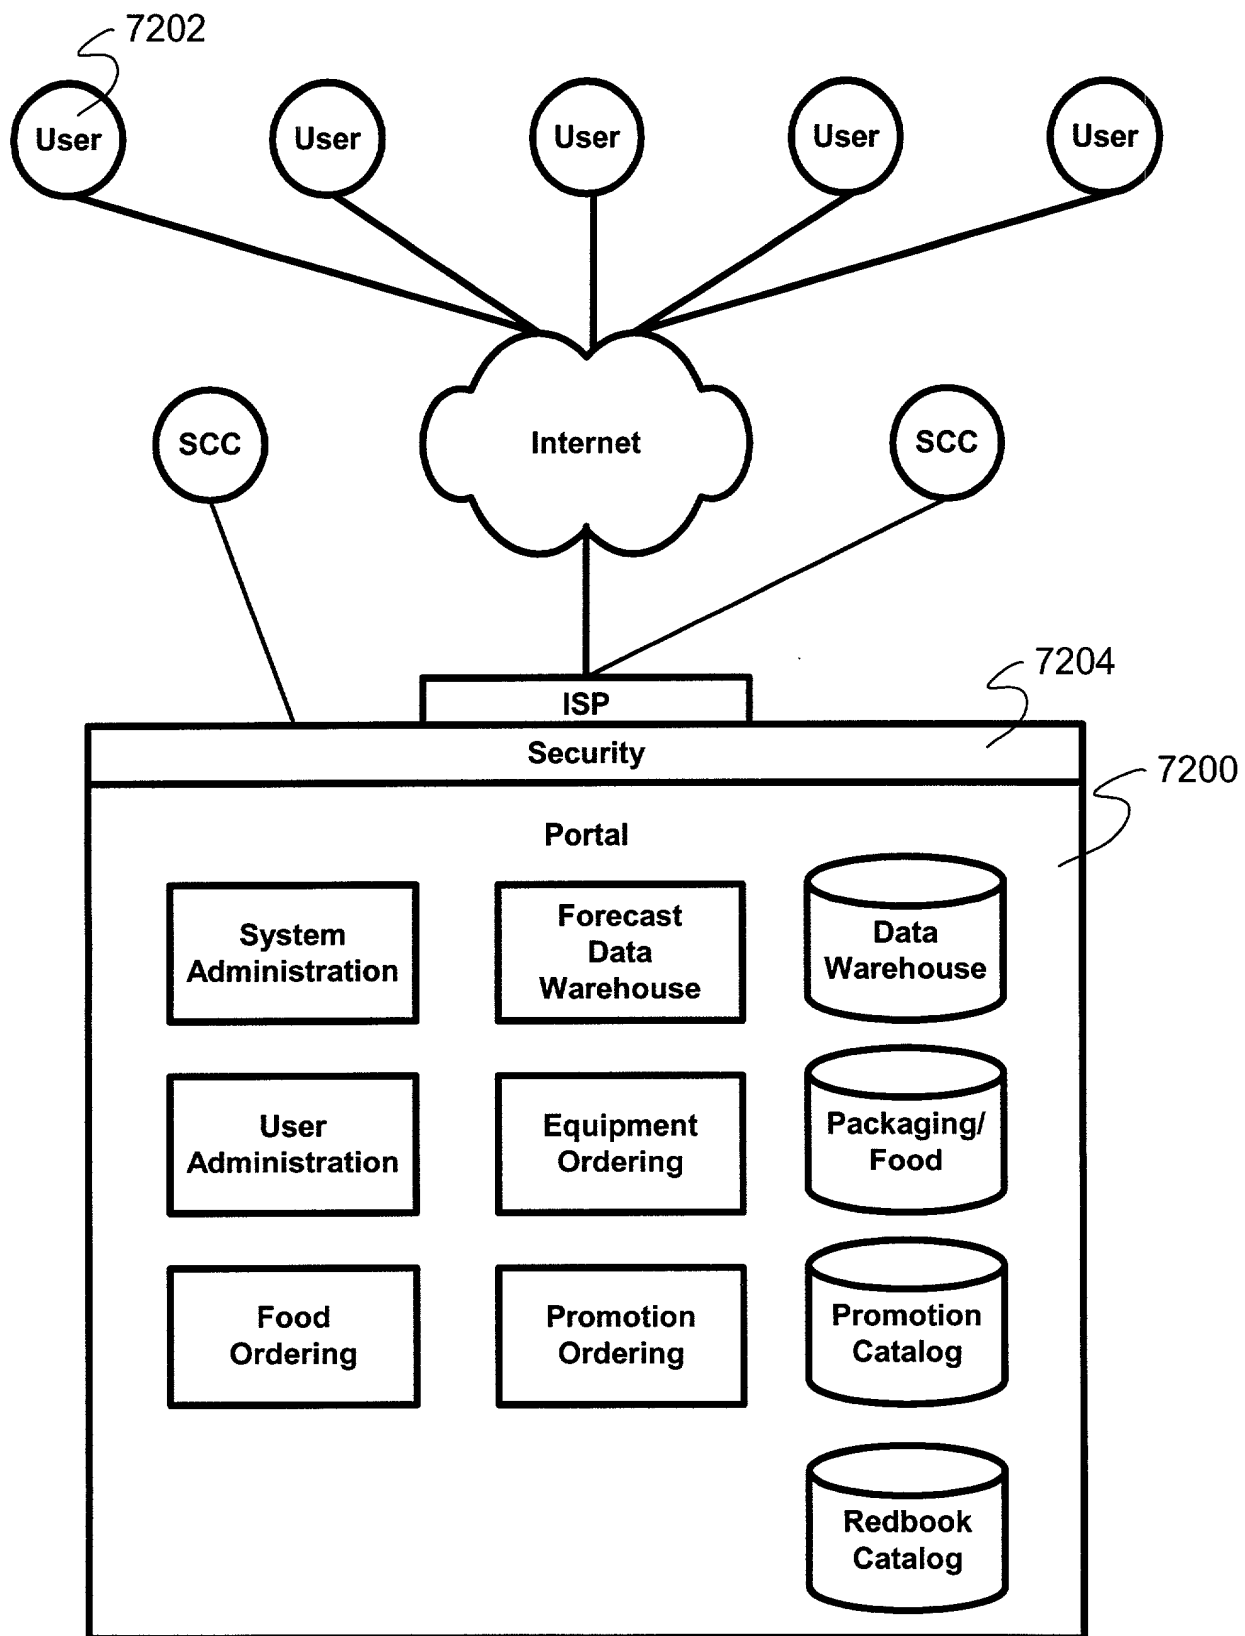 7202
User
User
User
User
User
SCC
Internet
SCC
7204
ISP
Security
7200
Portal
System
Administration
Forecast
Data
Warehouse
Data
Warehouse
User
Administration
Equipment
Ordering
Packaging/
Food
Food
Ordering
Promotion
Ordering
Promotion
Catalog
Redbook
Catalog